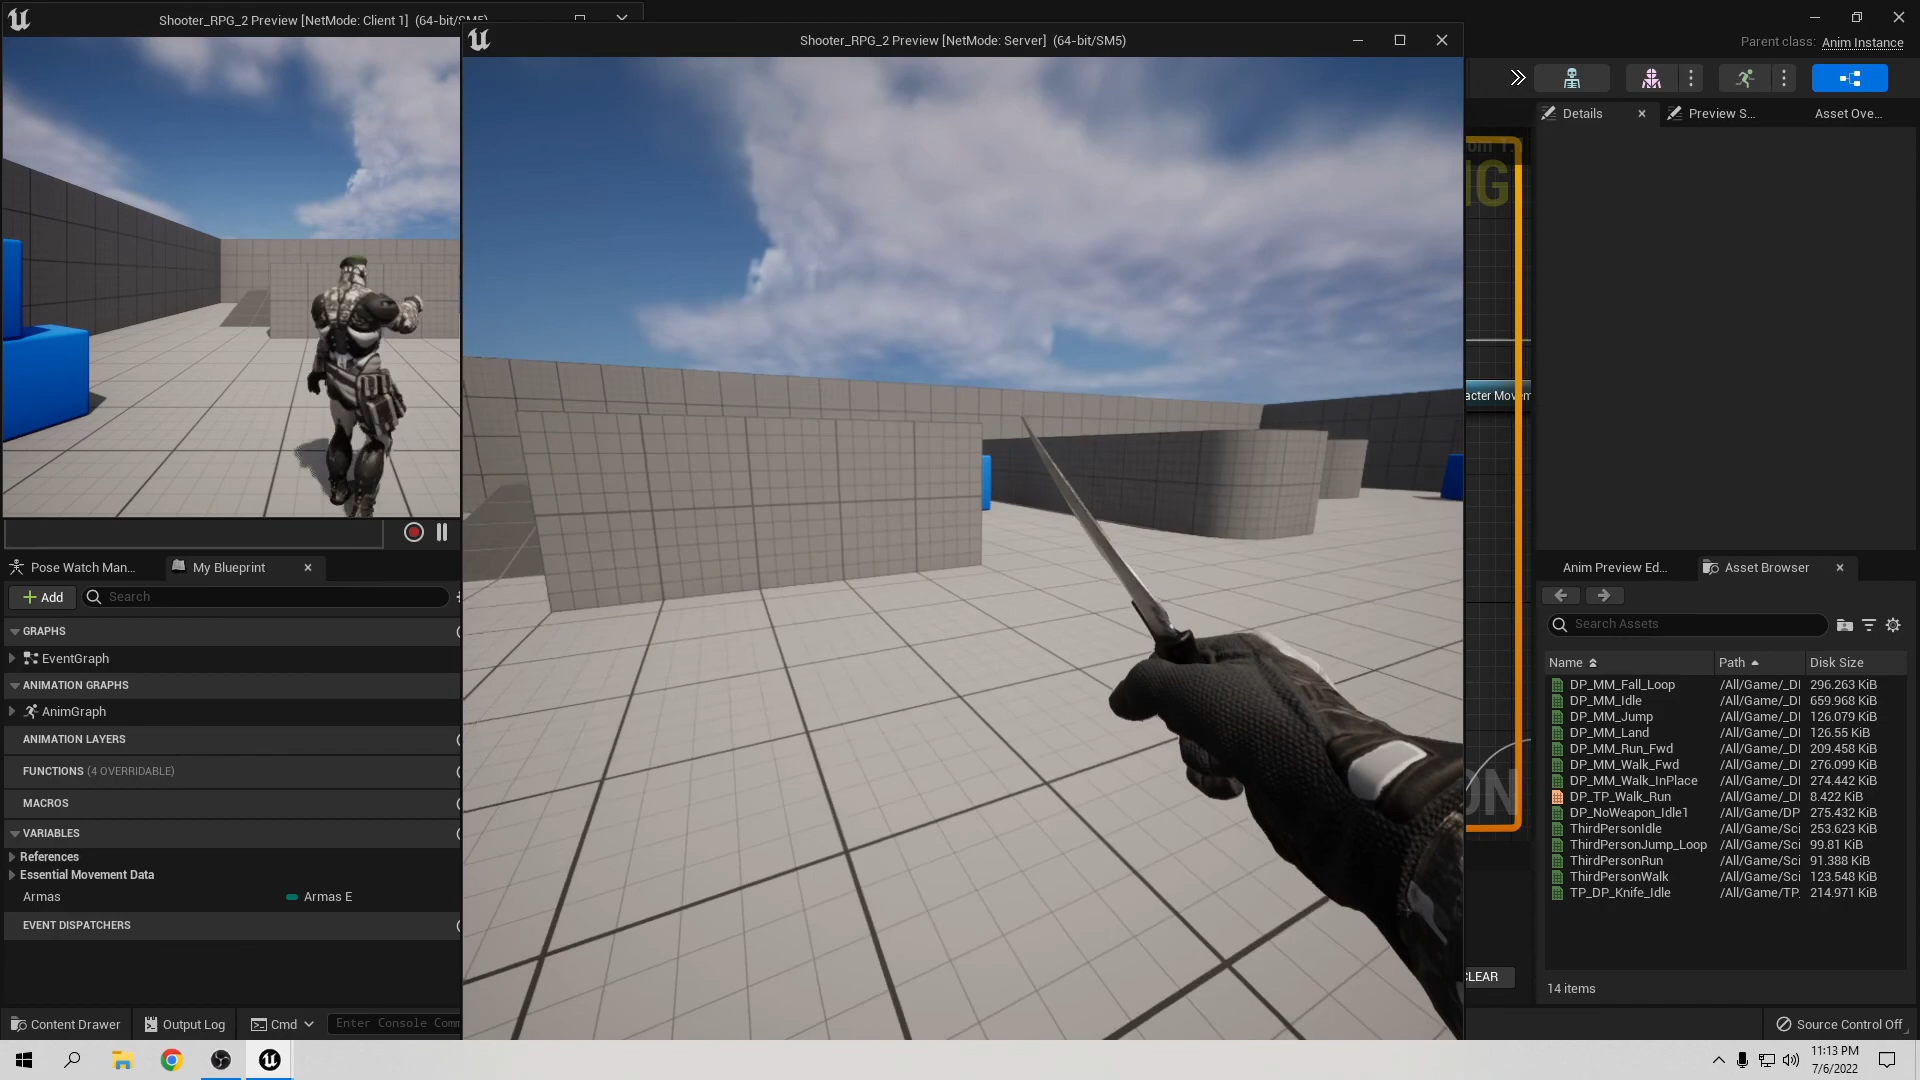 Shooter_RPG_2 Preview [NetMode: Client 1] (64-bit/SM5)
Shooter_RPG_2 Preview [NetMode: Server] (64-bit/SM5)
Parent class: Anim Instance
Details
Preview S...
Asset Ove...
acter Movem
Pose Watch Man...
My Blueprint
Add
Search
GRAPHS
EventGraph
ANIMATION GRAPHS
AnimGraph
ANIMATION LAYERS
FUNCTIONS (4 OVERRIDABLE)
MACROS
VARIABLES
References
Essential Movement Data
Armas
Armas E
EVENT DISPATCHERS
Anim Preview Ed...
Asset Browser
Search Assets
Name Path Disk Size
DP_MM_Fall_Loop /All/Game/_DI 296.263 KiB
DP_MM_Idle /All/Game/_DI 659.968 KiB
DP_MM_Jump /All/Game/_DI 126.079 KiB
DP_MM_Land /All/Game/_DI 126.55 KiB
DP_MM_Run_Fwd /All/Game/_DI 209.458 KiB
DP_MM_Walk_Fwd /All/Game/_DI 276.099 KiB
DP_MM_Walk_InPlace /All/Game/_DI 274.442 KiB
DP_TP_Walk_Run /All/Game/_DI 8.422 KiB
DP_NoWeapon_Idle1 /All/Game/DP 275.432 KiB
ThirdPersonIdle /All/Game/Sci 253.623 KiB
ThirdPersonJump_Loop /All/Game/Sci 99.81 KiB
ThirdPersonRun /All/Game/Sci 91.388 KiB
ThirdPersonWalk /All/Game/Sci 123.548 KiB
TP_DP_Knife_Idle /All/Game/TP_ 214.971 KiB
CLEAR
14 items
Content Drawer
Output Log
Cmd
Enter Console Comm
Source Control Off
11:13 PM
7/6/2022